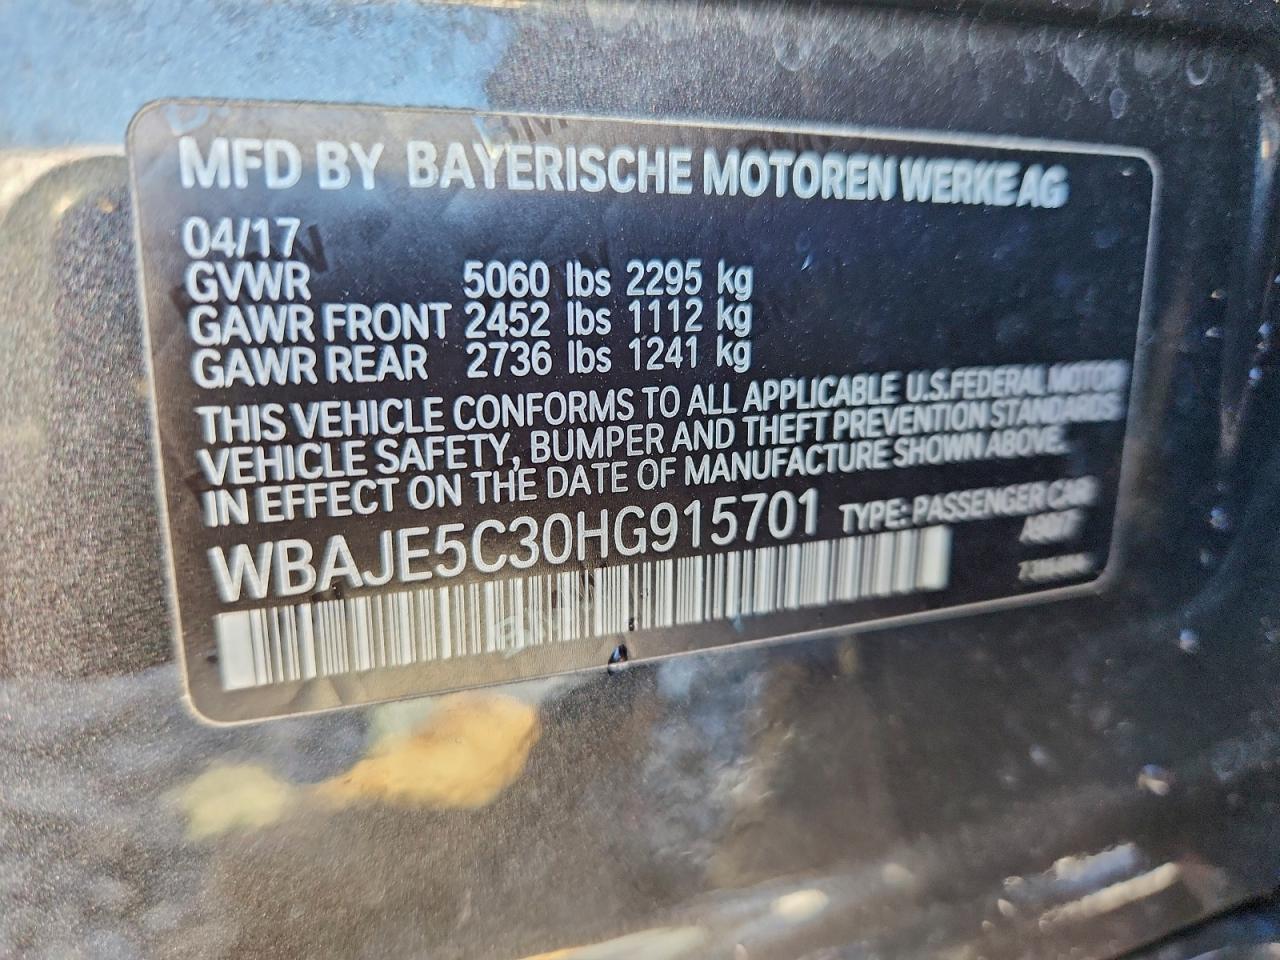 MFD BY BAYERISCHE MOTOREN WERKE AG
04/17
GVWR 5060 lbs 2295 kg
GAWR FRONT 2452 lbs 1112 kg
GAWR REAR 2736 lbs 1241 kg
THIS VEHICLE CONFORMS TO ALL APPLICABLE U.S.FEDERAL MOTOR
VEHICLE SAFETY, BUMPER AND THEFT PREVENTION STANDARDS
IN EFFECT ON THE DATE OF MANUFACTURE SHOWN ABOVE.
WBAJE5C30HG915701 TYPE: PASSENGER CAR